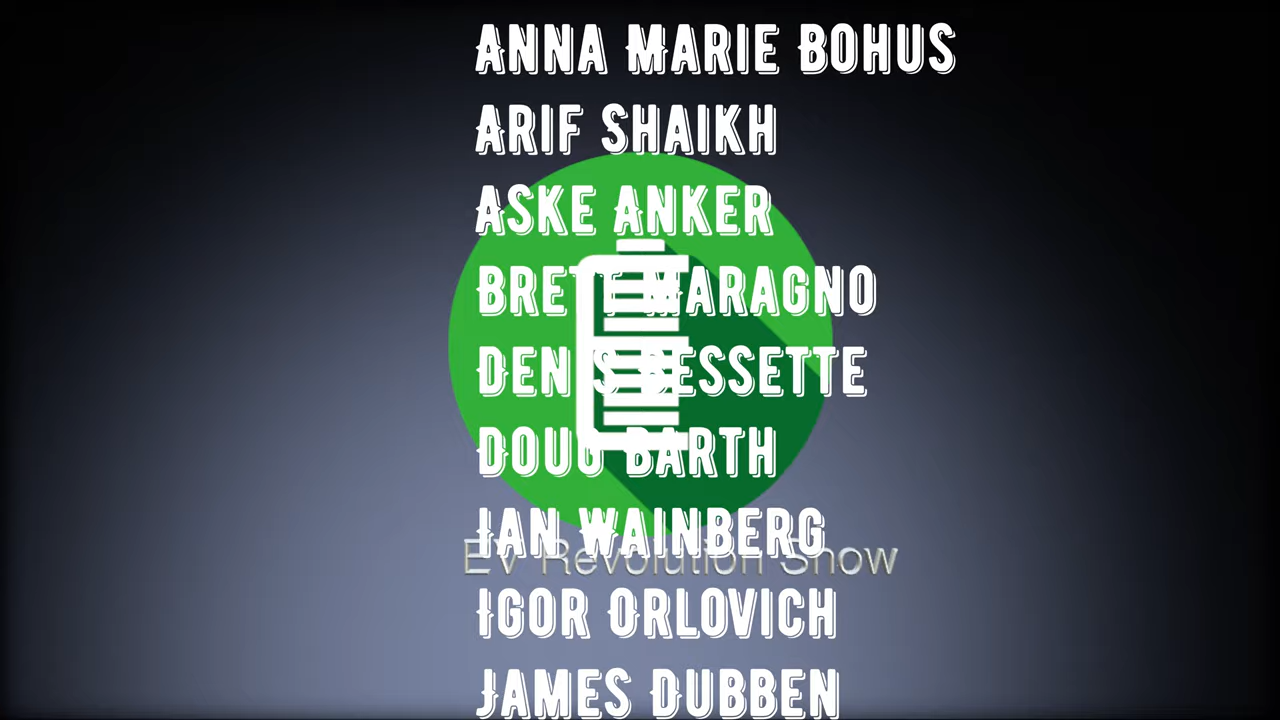 ANNA MARIE BOHUS
ARIF SHAIKH
ASKE ANKER
BRETT MARAGNO
DENIS BESSETTE
DOUG BARTH
IAN WAINBERG
EV Revolution Show
IGOR ORLOVICH
JAMES DUBBEN